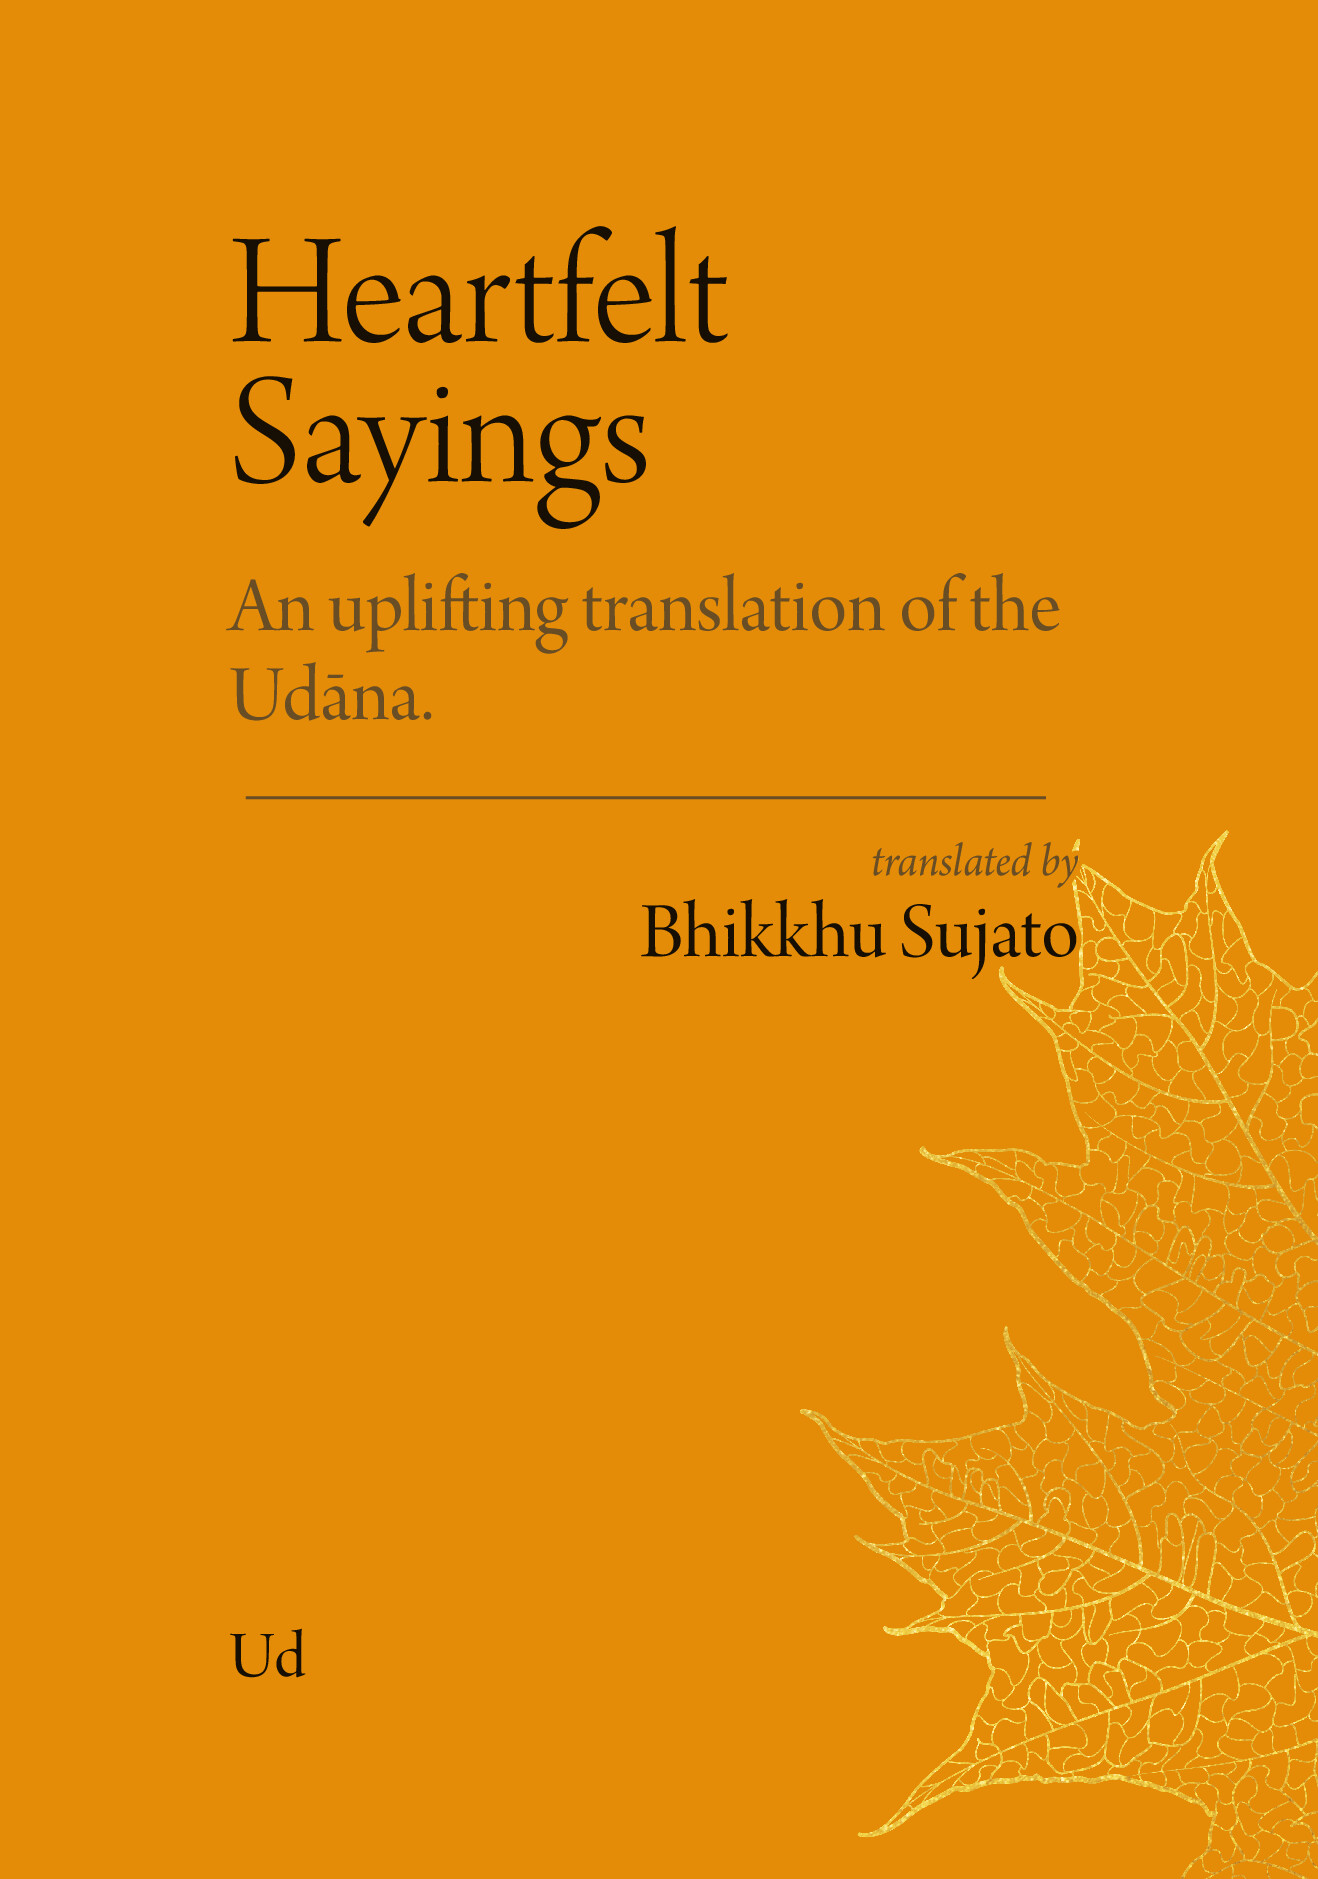 Heartfelt
Sayings
An uplifting translation of the
Udāna.
translated by
Bhikkhu Sujato
Ud